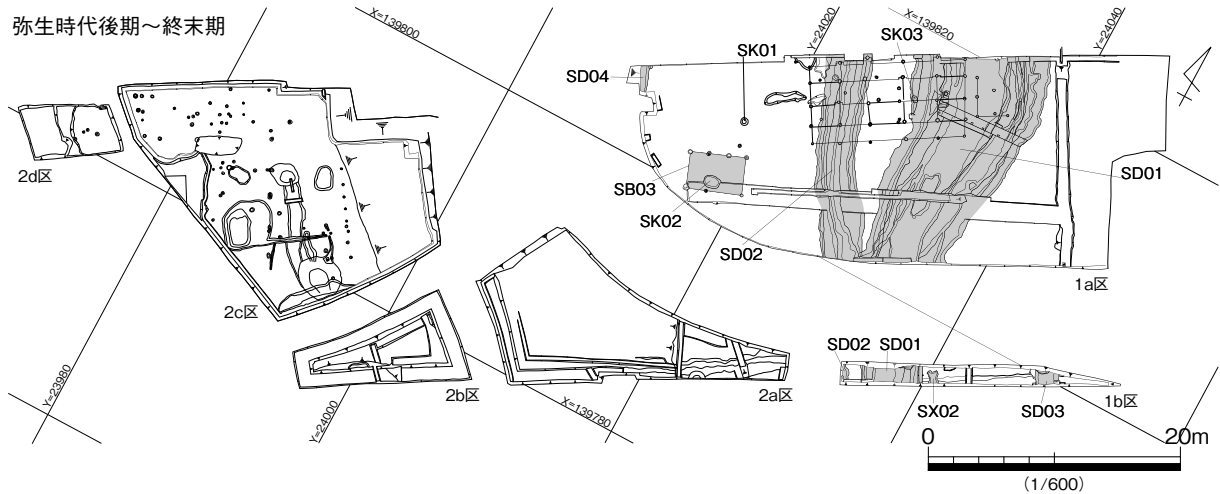 弥生時代後期～終末期
X=139800
Y=24020
X=139820
Y=24040
SK03
SK01
SD04
2d区
SB03
SK02
SD01
SD02
1a区
2c区
Y=23980
Y=24000
2b区
X=139780
2a区
SD02 SD01
SX02
SD03
1b区
0 20m
(1/600)